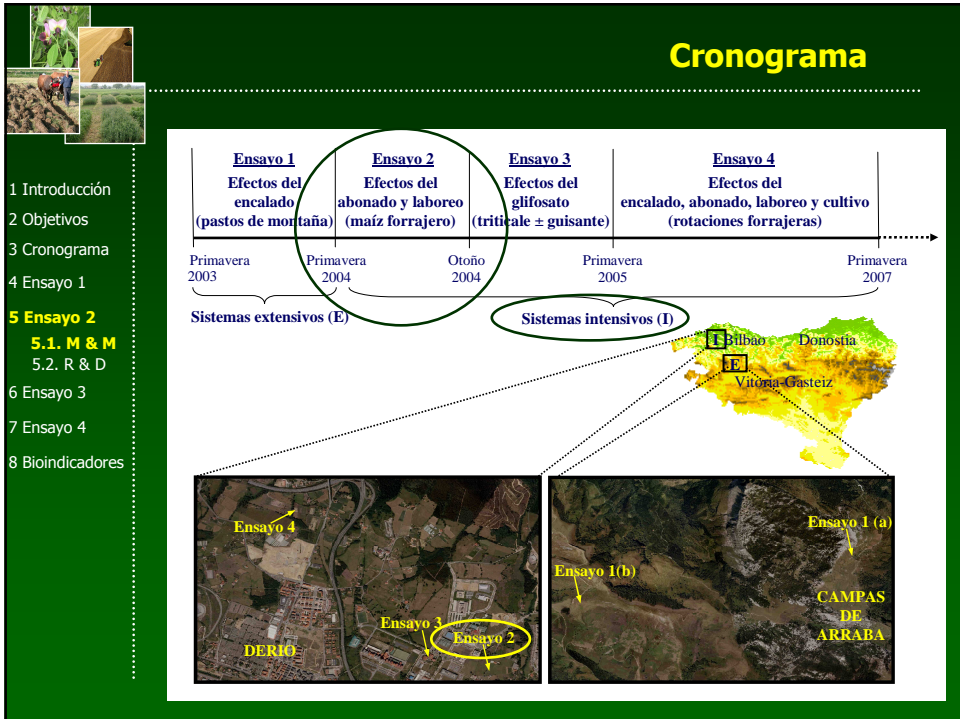 Cronograma
1 Introducción
2 Objetivos
3 Cronograma
4 Ensayo 1
5 Ensayo 2
5.1. M & M
5.2. R & D
6 Ensayo 3
7 Ensayo 4
8 Bioindicadores
Ensayo 1
Efectos del
encalado
(pastos de montaña)
Ensayo 2
Efectos del
abonado y laboreo
(maíz forrajero)
Ensayo 3
Efectos del
glifosato
(triticale ± guisante)
Ensayo 4
Efectos del
encalado, abonado, laboreo y cultivo
(rotaciones forrajeras)
Primavera
2003
Primavera
2004
Otoño
2004
Primavera
2005
Primavera
2007
Sistemas extensivos (E)
Sistemas intensivos (I)
I Bilbao
Donostia
E
Vitoria-Gasteiz
Ensayo 4
Ensayo 3
Ensayo 2
DERIO
Ensayo 1 (a)
Ensayo 1(b)
CAMPAS
DE
ARRABA